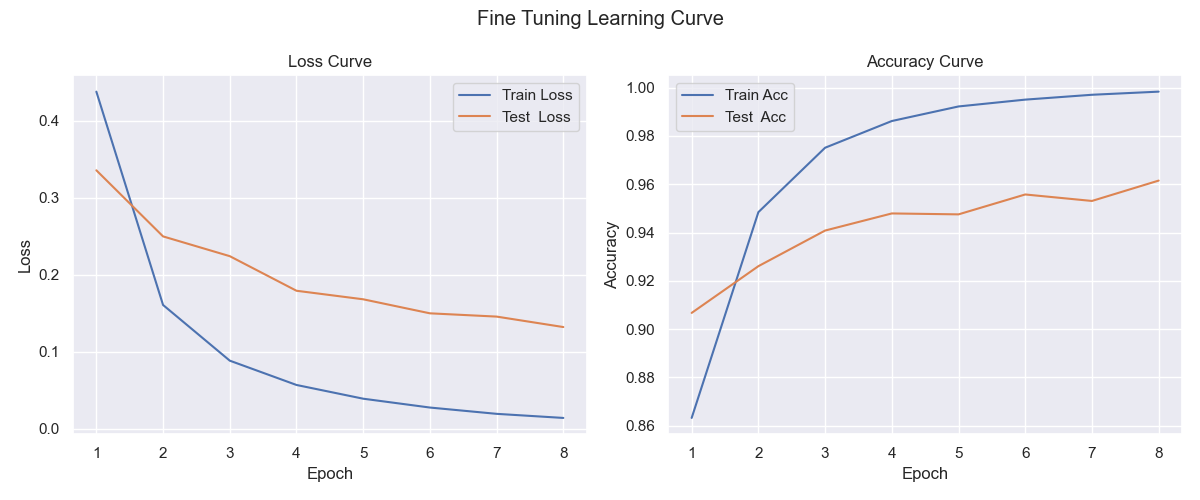 Fine Tuning Learning Curve
Loss Curve
Train Loss
Test  Loss
0.4
0.3
0.2
0.1
0.0
Loss
1 2 3 4 5 6 7 8
Epoch
Accuracy Curve
Train Acc
Test  Acc
1.00
0.98
0.96
0.94
0.92
0.90
0.88
0.86
Accuracy
1 2 3 4 5 6 7 8
Epoch